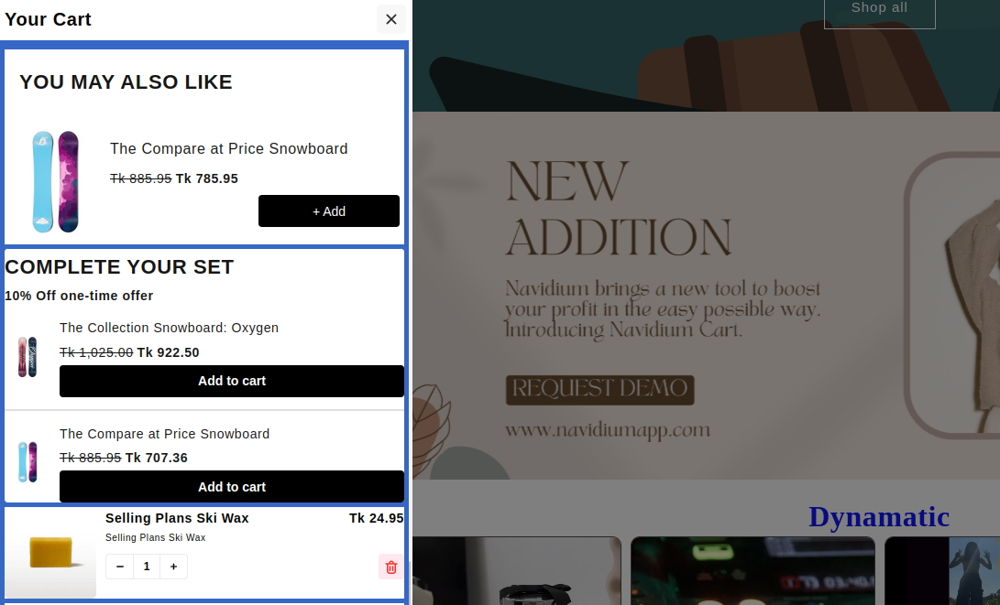 Your Cart
Shop all
YOU MAY ALSO LIKE
The Compare at Price Snowboard
Tk 885.95 Tk 785.95
+ Add
COMPLETE YOUR SET
10% Off one-time offer
The Collection Snowboard: Oxygen
Tk 1,025.00 Tk 922.50
Add to cart
The Compare at Price Snowboard
Tk 885.95 Tk 707.36
Add to cart
Selling Plans Ski Wax
Tk 24.95
Selling Plans Ski Wax
− 1 +
NEW
ADDITION
Navidium brings a new tool to boost
your profit in the easy possible way.
Introducing Navidium Cart.
REQUEST DEMO
www.navidiumapp.com
Dynamatic